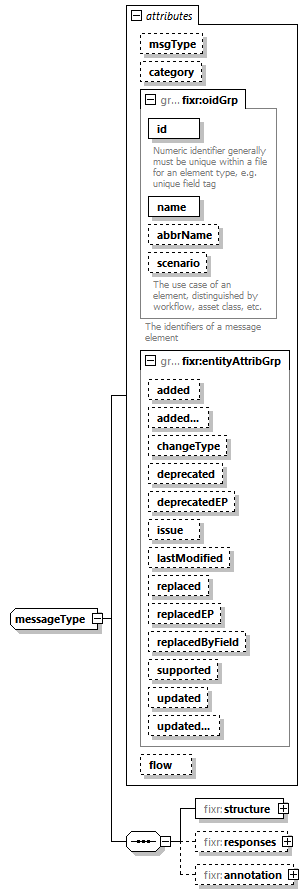 attributes
msgType
category
gr... fixr:oidGrp
id
Numeric identifier generally
must be unique within a file
for an element type, e.g.
unique field tag
name
abbrName
scenario
The use case of an
element, distinguished by
workflow, asset class, etc.
The identifiers of a message
element
gr... fixr:entityAttribGrp
added
added...
changeType
deprecated
deprecatedEP
issue
lastModified
replaced
replacedEP
replacedByField
supported
updated
updated...
flow
messageType
fixr:structure
fixr:responses
fixr:annotation